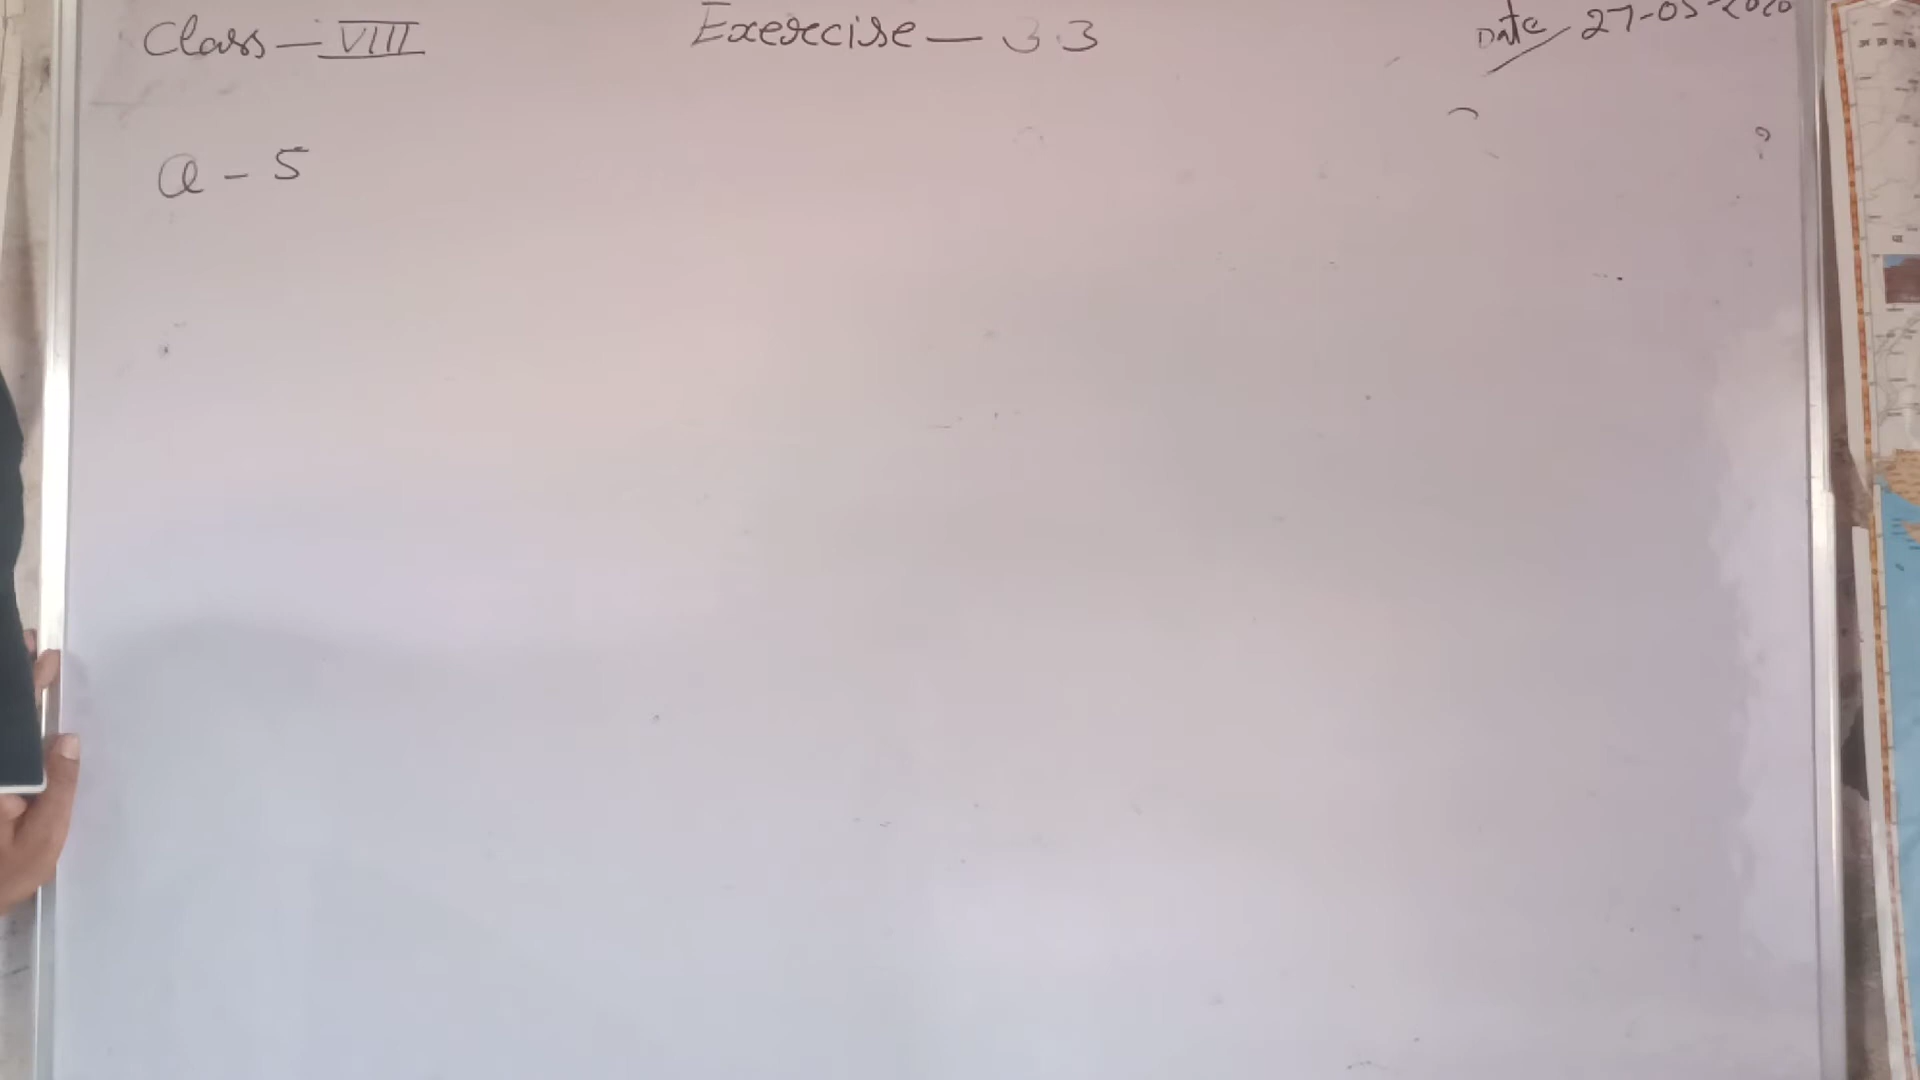 Class - VIII
Exercise - 3.3
Date 27-05-2020
Q - 5